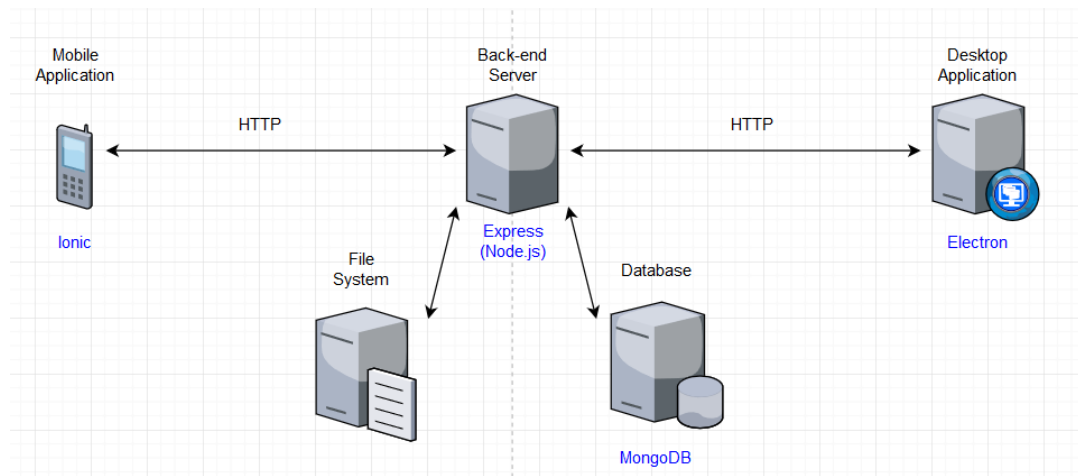 Mobile
Application
Back-end
Server
Desktop
Application
HTTP
HTTP
Ionic
Express
(Node.js)
Electron
File
System
Database
MongoDB